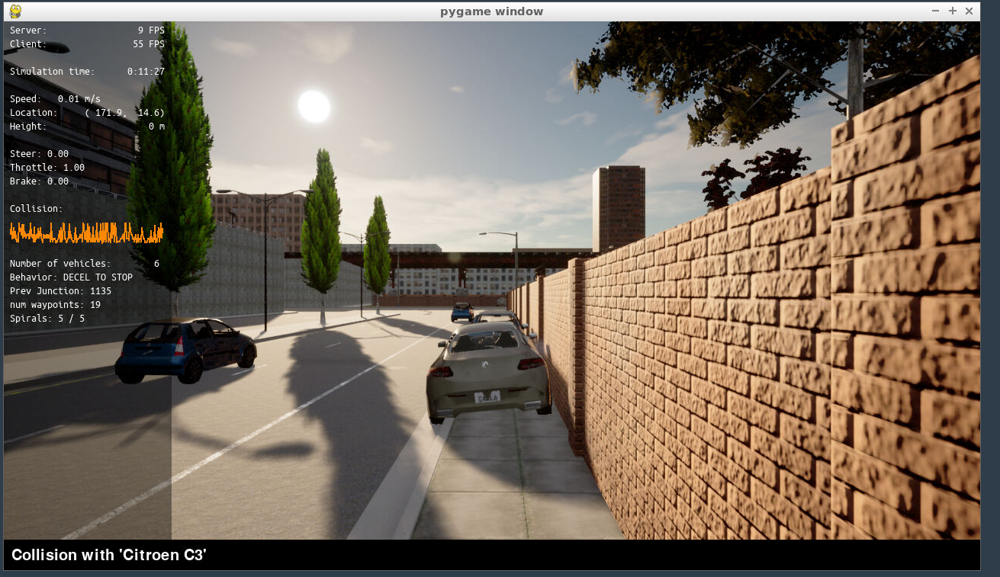 pygame window
Server: 9 FPS
Client: 55 FPS
Simulation time: 0:11:27
Speed: 0.01 m/s
Location: ( 171.9, 14.6)
Height: 0 m
Steer: 0.00
Throttle: 1.00
Brake: 0.00
Collision:
Number of vehicles: 6
Behavior: DECEL TO STOP
Prev Junction: 1135
num waypoints: 19
Spirals: 5 / 5
Collision with 'Citroen C3'